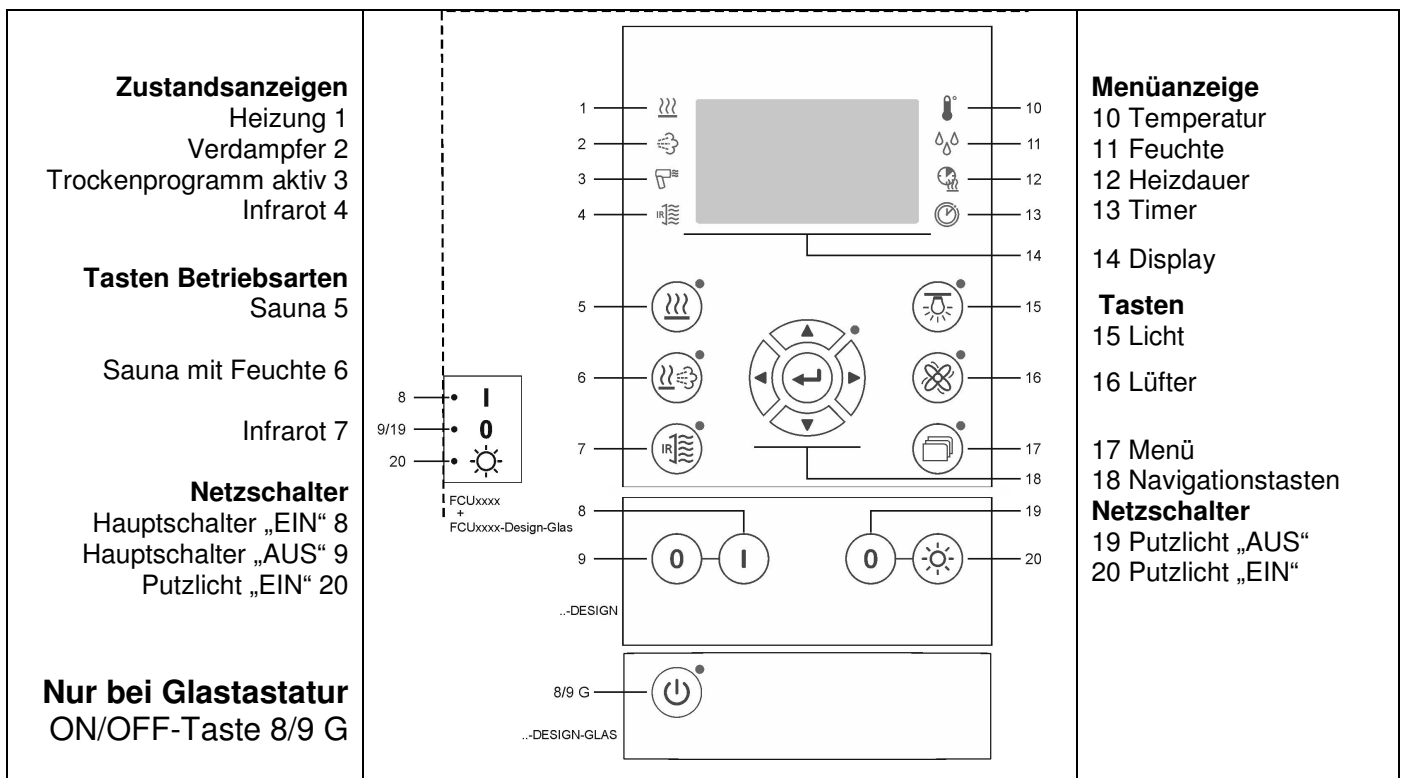 Zustandsanzeigen
Heizung 1
Verdampfer 2
Trockenprogramm aktiv 3
Infrarot 4
Tasten Betriebsarten
Sauna 5
Sauna mit Feuchte 6
Infrarot 7
Netzschalter
Hauptschalter „EIN“ 8
Hauptschalter „AUS“ 9
Putzlicht „EIN“ 20
Nur bei Glastastatur
ON/OFF-Taste 8/9 G
8
I
9/19
0
20
FCUxxxx
+
FCUxxxx-Design-Glas
1
10
2
11
3
12
4
IR
13
14
5
15
6
16
7
IR
17
18
8
19
9
0
I
0
20
..-DESIGN
8/9 G
..-DESIGN-GLAS
Menüanzeige
10 Temperatur
11 Feuchte
12 Heizdauer
13 Timer
14 Display
Tasten
15 Licht
16 Lüfter
17 Menü
18 Navigationstasten
Netzschalter
19 Putzlicht „AUS“
20 Putzlicht „EIN“